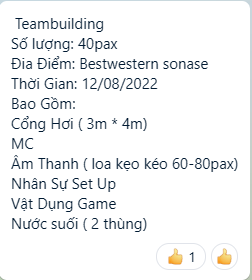 Teambuilding
Số lượng: 40pax
Đia Điểm: Bestwestern sonase
Thời Gian: 12/08/2022
Bao Gồm:
Cổng Hơi ( 3m * 4m)
MC
Âm Thanh ( loa kẹo kéo 60-80pax)
Nhân Sự Set Up
Vật Dụng Game
Nước suối ( 2 thùng)
👍 1 👍